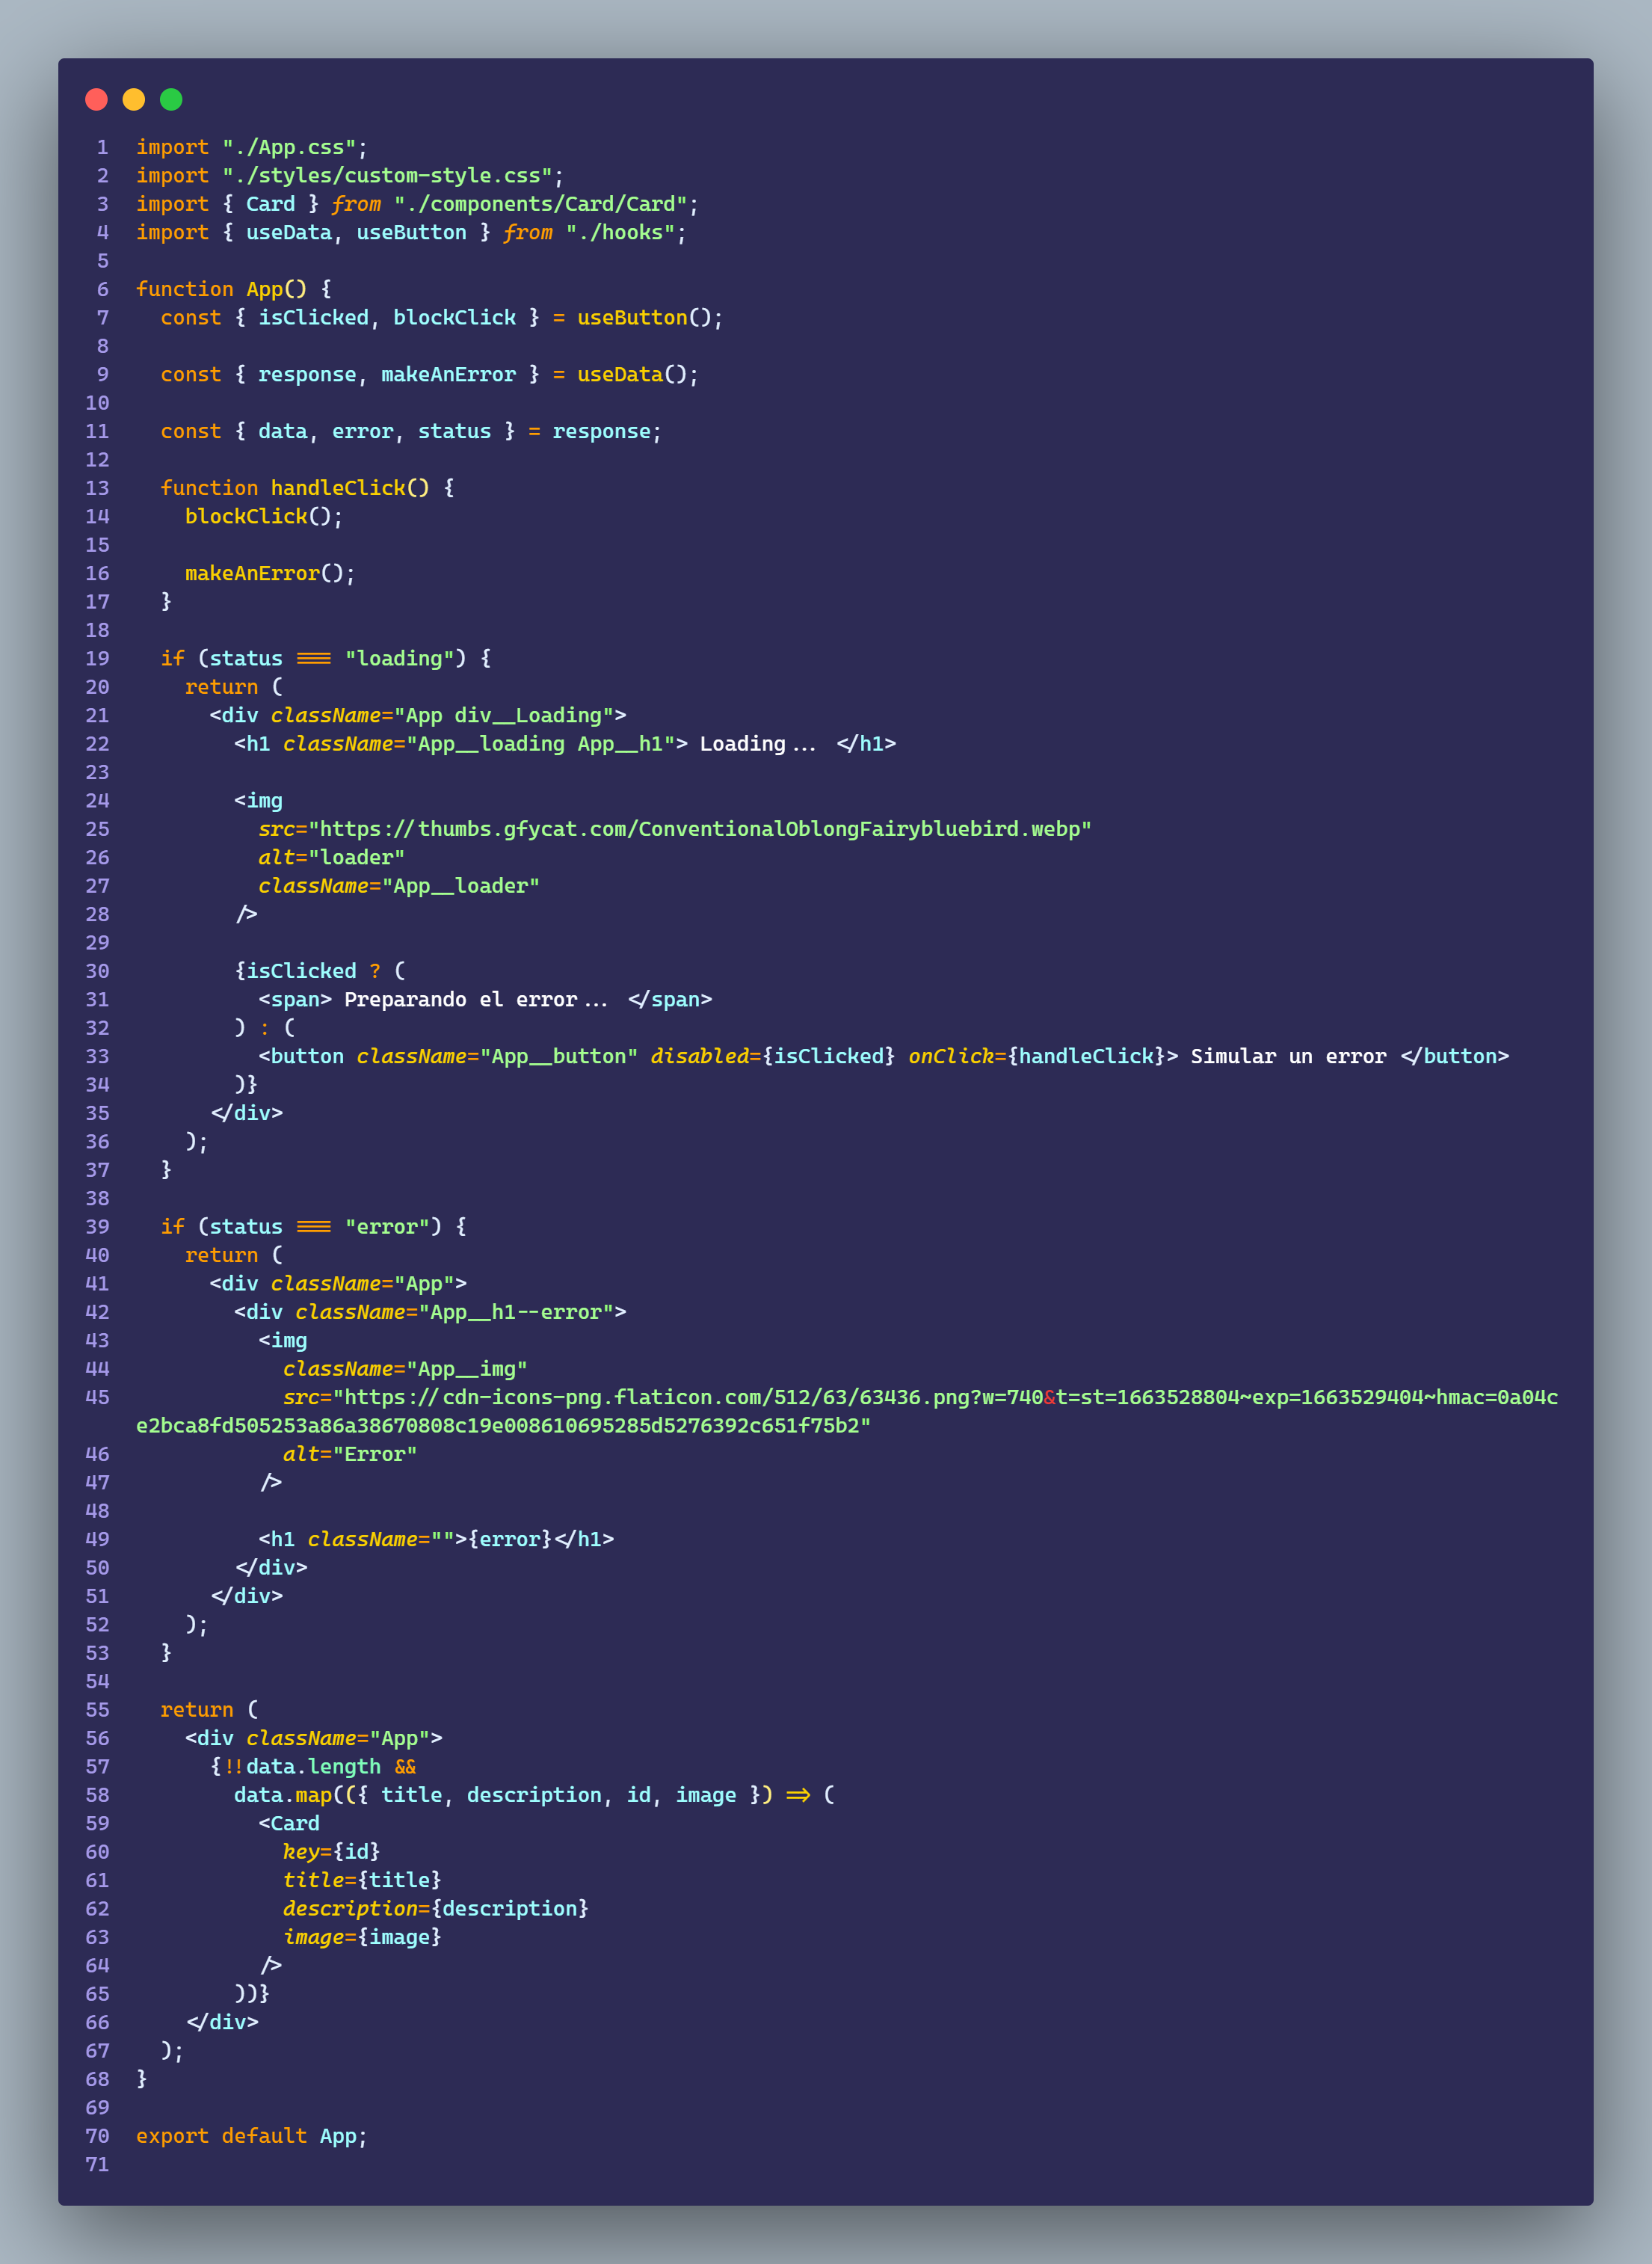 1 import "./App.css";
2 import "./styles/custom-style.css";
3 import { Card } from "./components/Card/Card";
4 import { useData, useButton } from "./hooks";
5
6 function App() {
7   const { isClicked, blockClick } = useButton();
8
9   const { response, makeAnError } = useData();
10
11   const { data, error, status } = response;
12
13   function handleClick() {
14     blockClick();
15
16     makeAnError();
17   }
18
19   if (status === "loading") {
20     return (
21       <div className="App div__Loading">
22         <h1 className="App__loading App__h1"> Loading... </h1>
23
24         <img
25           src="https://thumbs.gfycat.com/ConventionalOblongFairybluebird.webp"
26           alt="loader"
27           className="App__loader"
28         />
29
30         {isClicked ? (
31           <span> Preparando el error... </span>
32         ) : (
33           <button className="App__button" disabled={isClicked} onClick={handleClick}> Simular un error </button>
34         )}
35       </div>
36     );
37   }
38
39   if (status === "error") {
40     return (
41       <div className="App">
42         <div className="App__h1--error">
43           <img
44             className="App__img"
45             src="https://cdn-icons-png.flaticon.com/512/63/63436.png?w=740&t=st=1663528804~exp=1663529404~hmac=0a04c
e2bca8fd505253a86a38670808c19e008610695285d5276392c651f75b2"
46             alt="Error"
47           />
48
49           <h1 className="">{error}</h1>
50         </div>
51       </div>
52     );
53   }
54
55   return (
56     <div className="App">
57       {!!data.length &&
58         data.map(({ title, description, id, image }) => (
59           <Card
60             key={id}
61             title={title}
62             description={description}
63             image={image}
64           />
65         ))}
66     </div>
67   );
68 }
69
70 export default App;
71